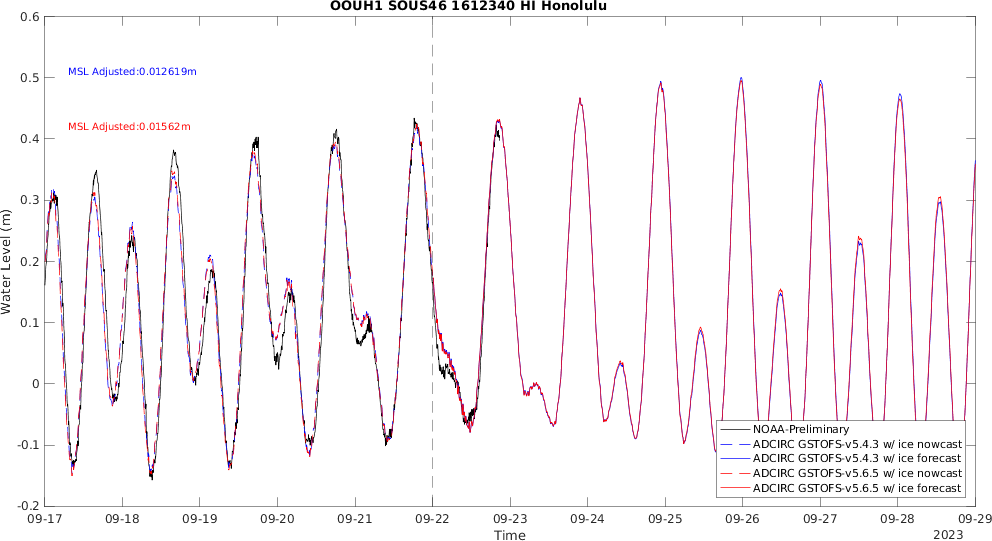 OOUH1 SOUS46 1612340 HI Honolulu
0.6
0.5
0.4
0.3
0.2
0.1
0
-0.1
-0.2
Water Level (m)
MSL Adjusted:0.012619m
MSL Adjusted:0.01562m
NOAA-Preliminary
ADCIRC GSTOFS-v5.4.3 w/ ice nowcast
ADCIRC GSTOFS-v5.4.3 w/ ice forecast
ADCIRC GSTOFS-v5.6.5 w/ ice nowcast
ADCIRC GSTOFS-v5.6.5 w/ ice forecast
09-17 09-18 09-19 09-20 09-21 09-22 09-23 09-24 09-25 09-26 09-27 09-28 09-29
Time
2023